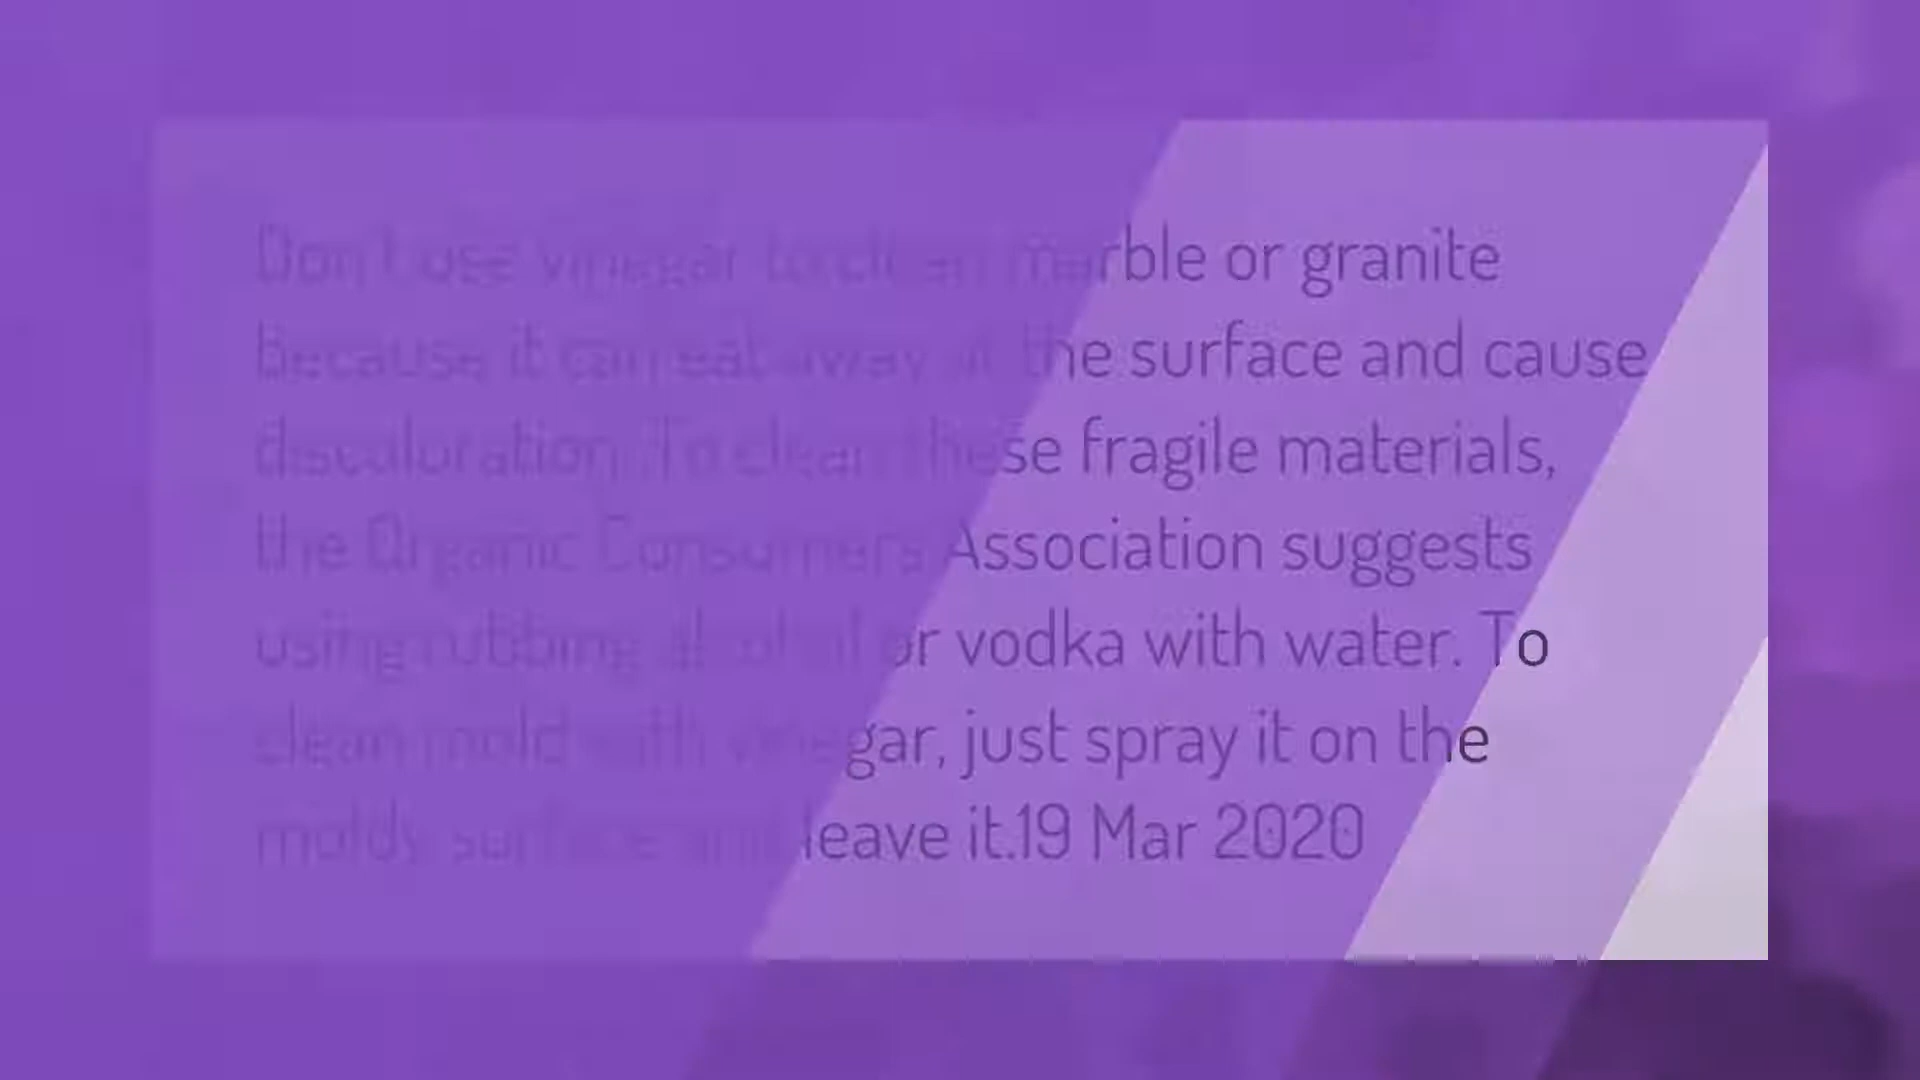 Don't use vinegar to clean marble or granite
because it can eat away at the surface and cause
discoloration. To clean these fragile materials,
the Organic Consumers Association suggests
using rubbing alcohol or vodka with water. To
clean mold with vinegar, just spray it on the
moldy surface and leave it.19 Mar 2020